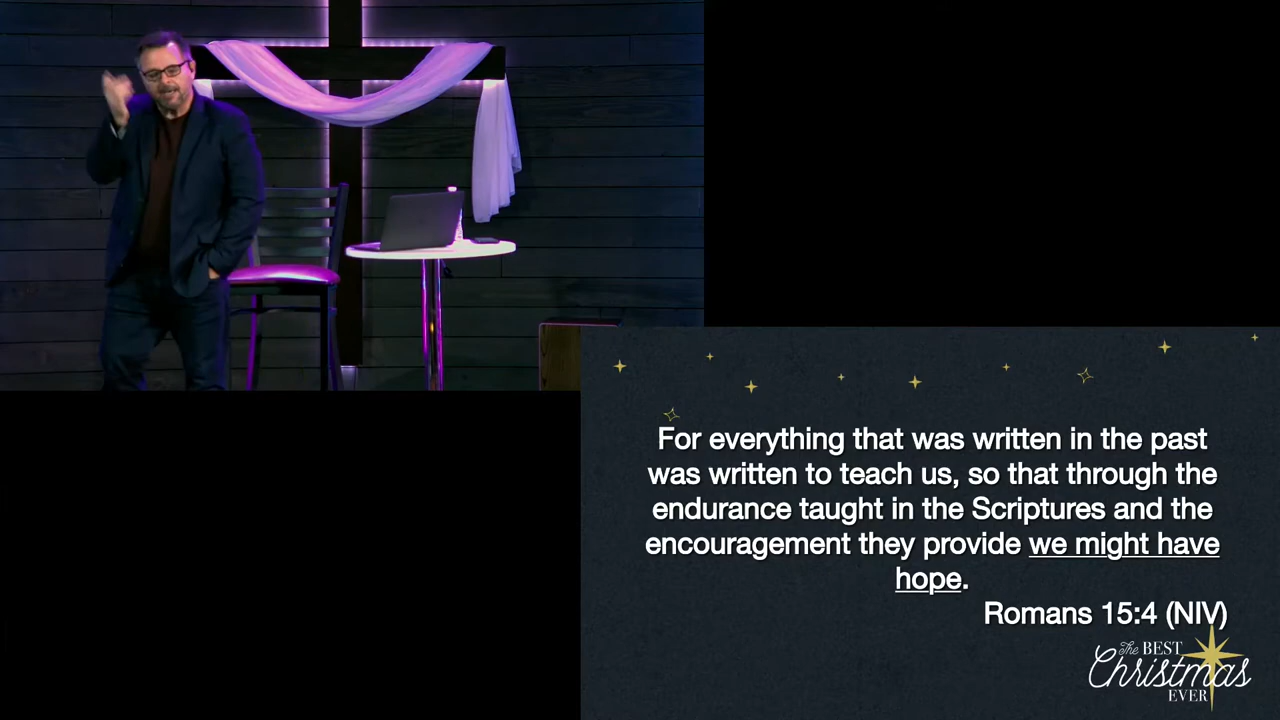 For everything that was written in the past
was written to teach us, so that through the
endurance taught in the Scriptures and the
encouragement they provide we might have
hope.
Romans 15:4 (NIV)
The BEST
Christmas
EVER